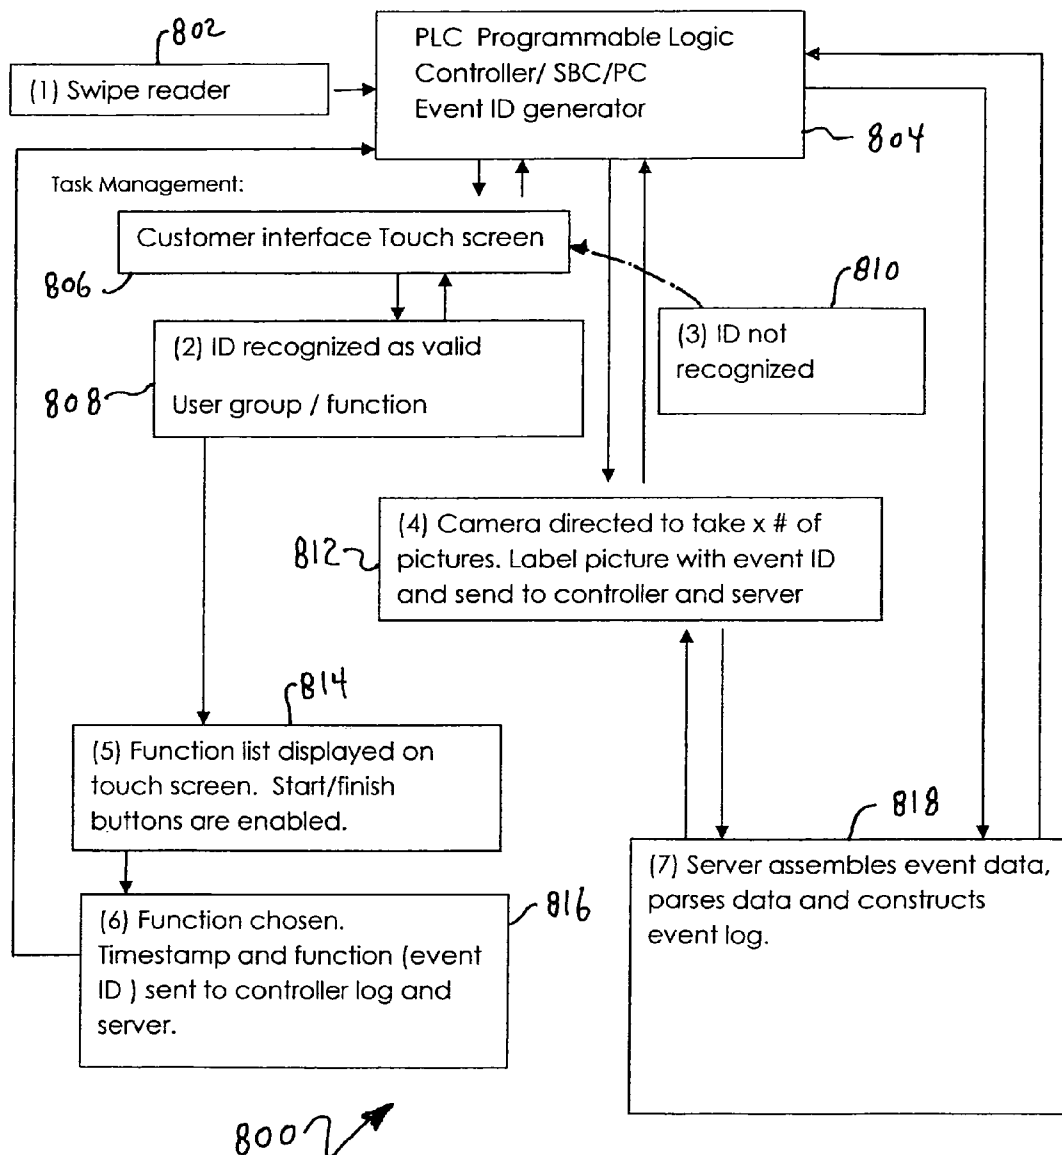 802
(1) Swipe reader
PLC Programmable Logic
Controller/ SBC/PC
Event ID generator
804
Task Management:
Customer interface Touch screen
806
810
(2) ID recognized as valid
User group / function
808
(3) ID not
recognized
(4) Camera directed to take x # of
pictures. Label picture with event ID
and send to controller and server
812
814
(5) Function list displayed on
touch screen. Start/finish
buttons are enabled.
818
(7) Server assembles event data,
parses data and constructs
event log.
(6) Function chosen.
Timestamp and function (event
ID ) sent to controller log and
server.
816
800